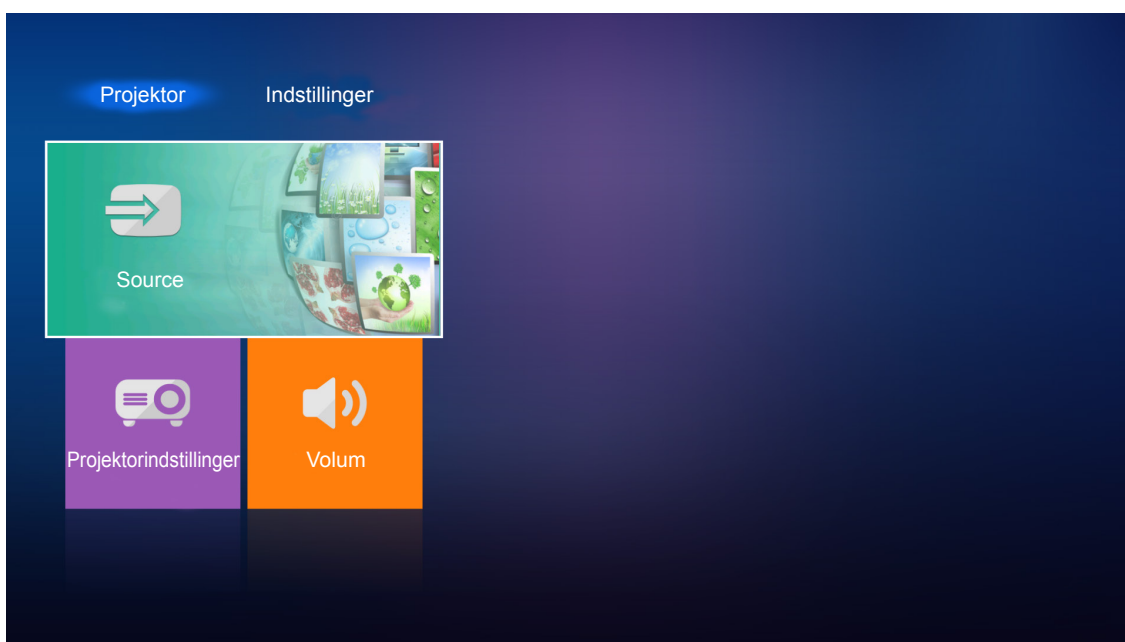 Projektor
Indstillinger
Source
Projektorindstillinger
Volum